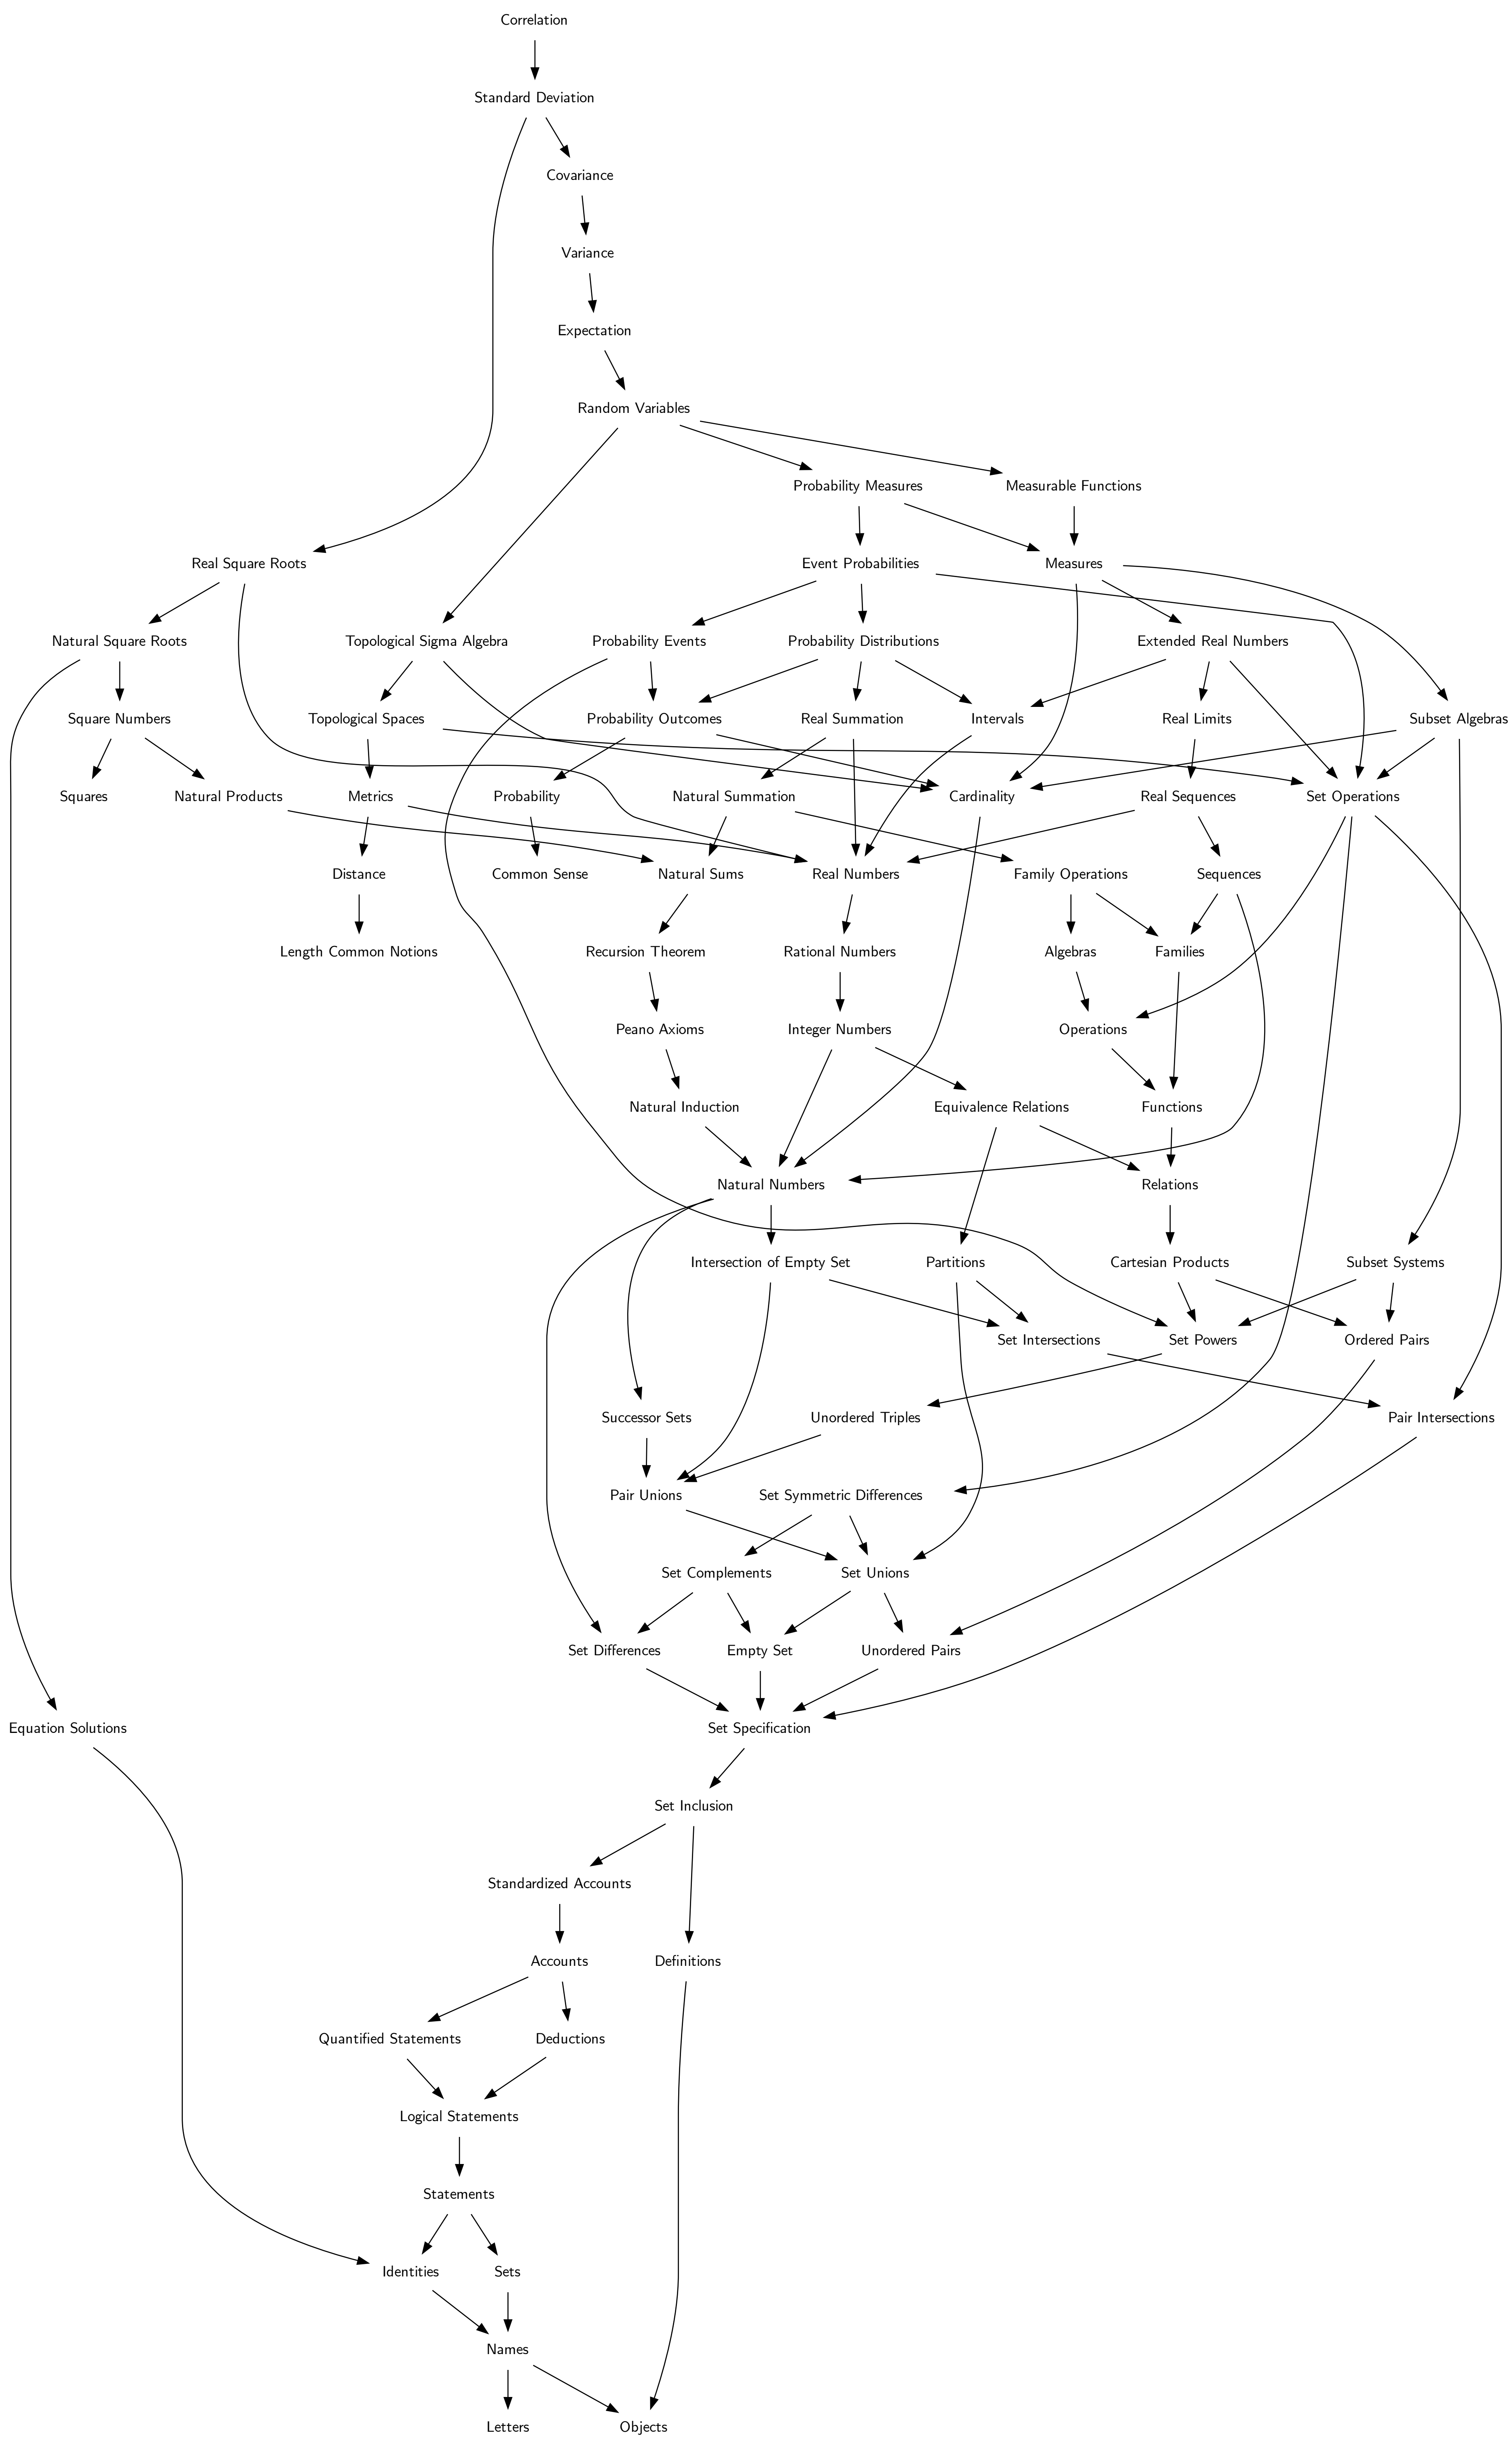 Correlation
Standard Deviation
Covariance
Variance
Expectation
Random Variables
Probability Measures
Measurable Functions
Real Square Roots
Event Probabilities
Measures
Natural Square Roots
Topological Sigma Algebra
Probability Events
Probability Distributions
Extended Real Numbers
Square Numbers
Topological Spaces
Probability Outcomes
Real Summation
Intervals
Real Limits
Subset Algebras
Squares
Natural Products
Metrics
Probability
Natural Summation
Cardinality
Real Sequences
Set Operations
Distance
Common Sense
Natural Sums
Real Numbers
Family Operations
Sequences
Length Common Notions
Recursion Theorem
Rational Numbers
Algebras
Families
Peano Axioms
Integer Numbers
Operations
Natural Induction
Equivalence Relations
Functions
Natural Numbers
Relations
Intersection of Empty Set
Partitions
Cartesian Products
Subset Systems
Set Intersections
Set Powers
Ordered Pairs
Successor Sets
Unordered Triples
Pair Intersections
Pair Unions
Set Symmetric Differences
Set Complements
Set Unions
Set Differences
Empty Set
Unordered Pairs
Equation Solutions
Set Specification
Set Inclusion
Standardized Accounts
Accounts
Definitions
Quantified Statements
Deductions
Logical Statements
Statements
Identities
Sets
Names
Letters
Objects